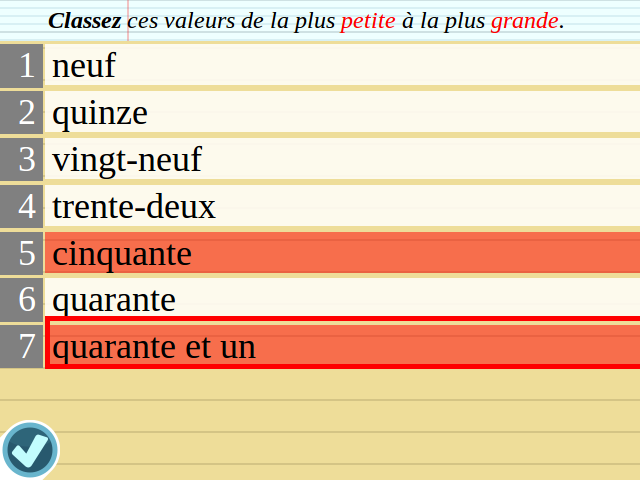 Classez ces valeurs de la plus petite à la plus grande.
1 neuf
2 quinze
3 vingt-neuf
4 trente-deux
5 cinquante
6 quarante
7 quarante et un